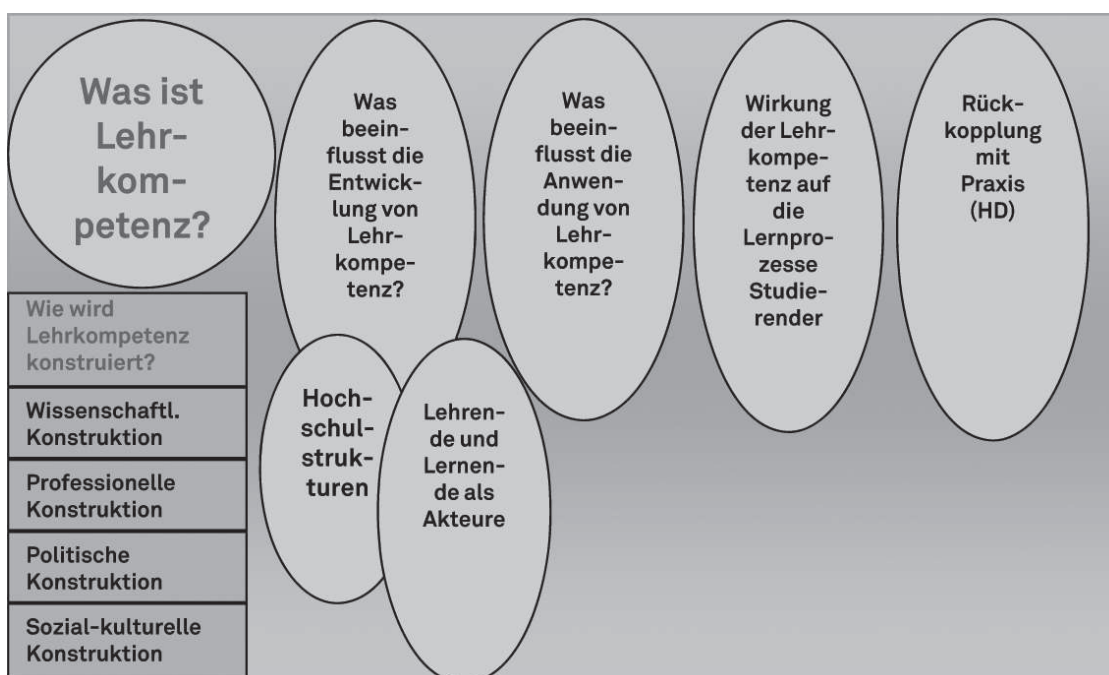 Was ist
Lehr-
kom-
petenz?
Was
beein-
flusst die
Entwick-
lung von
Lehr-
kompe-
tenz?
Was
beein-
flusst die
Anwen-
dung von
Lehr-
kompe-
tenz?
Wirkung
der Lehr-
kompe-
tenz auf
die
Lernpro-
zesse
Studie-
render
Rück-
kopplung
mit
Praxis
(HD)
Wie wird
Lehrkompetenz
konstruiert?
Wissenschaftl.
Konstruktion
Professionelle
Konstruktion
Politische
Konstruktion
Sozial-kulturelle
Konstruktion
Hoch-
schul-
struk-
turen
Lehren-
de und
Lernen-
de als
Akteure